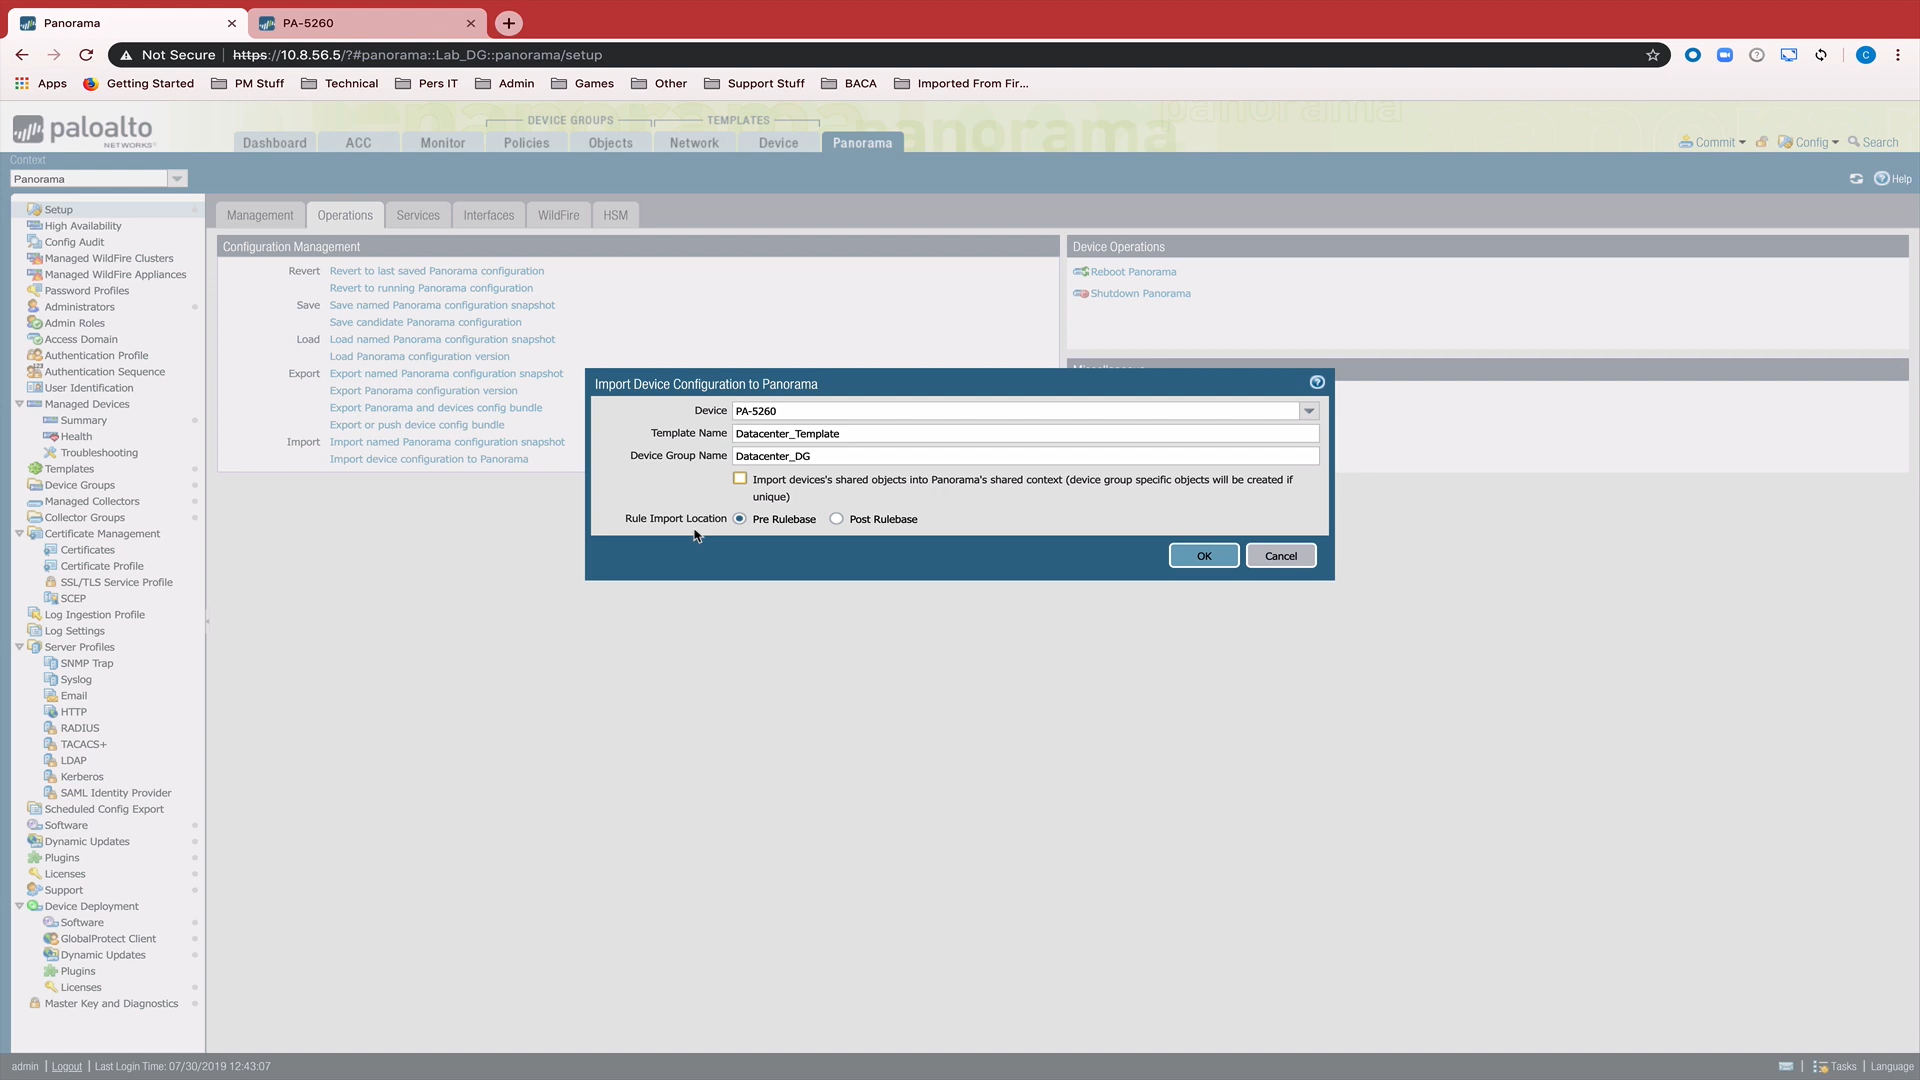 Panorama
PA-5260
Not Secure
https://10.8.56.5/?#panorama::Lab_DG::panorama/setup
C
Apps
Getting Started
PM Stuff
Technical
Pers IT
Admin
Games
Other
Support Stuff
BACA
Imported From Fir...
paloalto
NETWORKS
panorama
panorama
panorama
DEVICE GROUPS
TEMPLATES
Dashboard
ACC
Monitor
Policies
Objects
Network
Device
Panorama
Commit
Config
Search
Context
Panorama
Help
Setup
High Availability
Config Audit
Managed WildFire Clusters
Managed WildFire Appliances
Password Profiles
Administrators
Admin Roles
Access Domain
Authentication Profile
Authentication Sequence
User Identification
Managed Devices
Summary
Health
Troubleshooting
Templates
Device Groups
Managed Collectors
Collector Groups
Certificate Management
Certificates
Certificate Profile
SSL/TLS Service Profile
SCEP
Log Ingestion Profile
Log Settings
Server Profiles
SNMP Trap
Syslog
Email
HTTP
RADIUS
TACACS+
LDAP
Kerberos
SAML Identity Provider
Scheduled Config Export
Software
Dynamic Updates
Plugins
Licenses
Support
Device Deployment
Software
GlobalProtect Client
Dynamic Updates
Plugins
Licenses
Master Key and Diagnostics
Management
Operations
Services
Interfaces
WildFire
HSM
Configuration Management
Revert Revert to last saved Panorama configuration
Revert to running Panorama configuration
Save Save named Panorama configuration snapshot
Save candidate Panorama configuration
Load Load named Panorama configuration snapshot
Load Panorama configuration version
Export Export named Panorama configuration snapshot
Export Panorama configuration version
Export Panorama and devices config bundle
Export or push device config bundle
Import Import named Panorama configuration snapshot
Import device configuration to Panorama
Device Operations
Reboot Panorama
Shutdown Panorama
Import Device Configuration to Panorama
Device PA-5260
Template Name Datacenter_Template
Device Group Name Datacenter_DG
Import devices's shared objects into Panorama's shared context (device group specific objects will be created if
unique)
Rule Import Location Pre Rulebase Post Rulebase
OK
Cancel
admin | Logout | Last Login Time: 07/30/2019 12:43:07
Tasks | Language